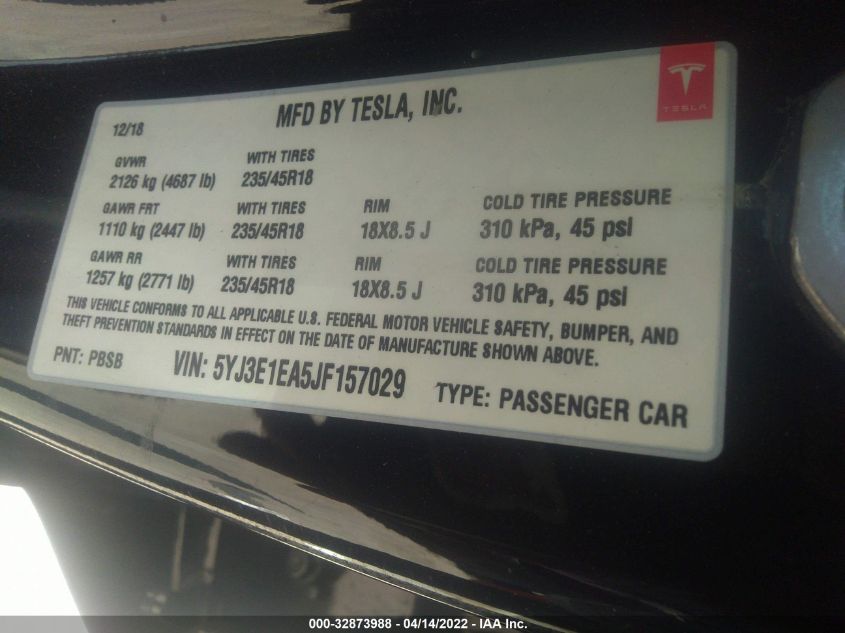 TESLA
12/18
MFD BY TESLA, INC.
GVWR WITH TIRES
2126 kg (4687 lb) 235/45R18
GAWR FRT WITH TIRES RIM COLD TIRE PRESSURE
1110 kg (2447 lb) 235/45R18 18X8.5 J 310 kPa, 45 psi
GAWR RR WITH TIRES RIM COLD TIRE PRESSURE
1257 kg (2771 lb) 235/45R18 18X8.5 J 310 kPa, 45 psi
THIS VEHICLE CONFORMS TO ALL APPLICABLE U.S. FEDERAL MOTOR VEHICLE SAFETY, BUMPER, AND
THEFT PREVENTION STANDARDS IN EFFECT ON THE DATE OF MANUFACTURE SHOWN ABOVE.
PNT: PBSB VIN: 5YJ3E1EA5JF157029 TYPE: PASSENGER CAR
000-32873988 - 04/14/2022 - IAA Inc.